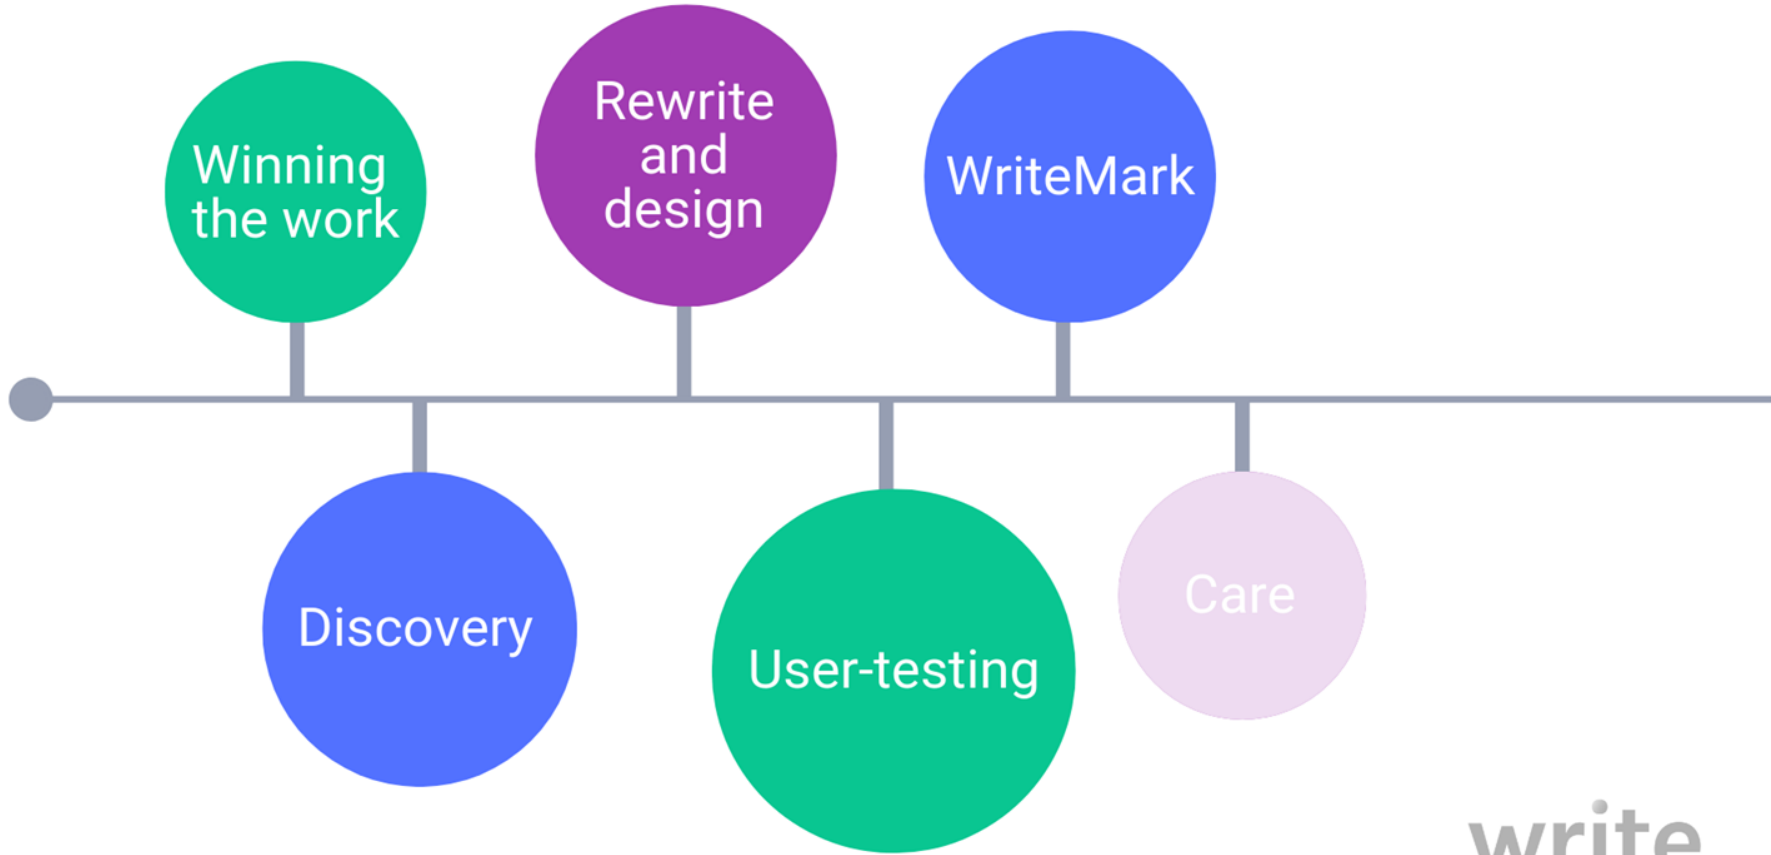 Winning
the work
Discovery
Rewrite
and
design
User-testing
WriteMark
Care
write